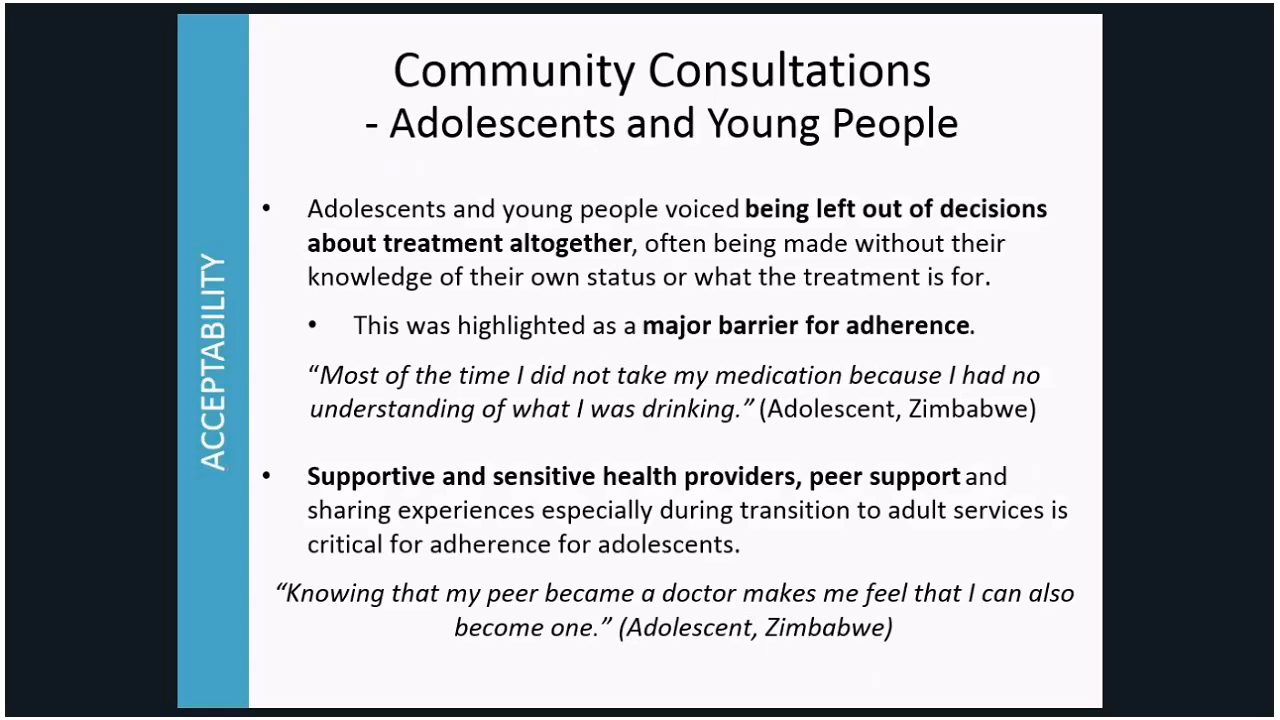 Community Consultations
- Adolescents and Young People
ACCEPTABILITY
• Adolescents and young people voiced being left out of decisions
about treatment altogether, often being made without their
knowledge of their own status or what the treatment is for.
• This was highlighted as a major barrier for adherence.
“Most of the time I did not take my medication because I had no
understanding of what I was drinking.” (Adolescent, Zimbabwe)
• Supportive and sensitive health providers, peer support and
sharing experiences especially during transition to adult services is
critical for adherence for adolescents.
“Knowing that my peer became a doctor makes me feel that I can also
become one.” (Adolescent, Zimbabwe)